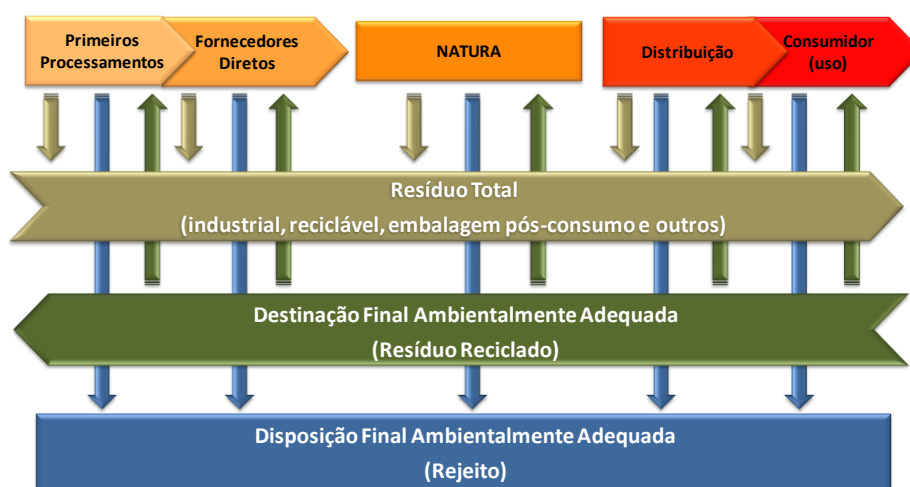 Primeiros
Processamentos
Fornecedores
Diretos
NATURA
Distribuição
Consumidor
(uso)
Resíduo Total
(industrial, reciclável, embalagem pós-consumo e outros)
Destinação Final Ambientalmente Adequada
(Resíduo Reciclado)
Disposição Final Ambientalmente Adequada
(Rejeito)